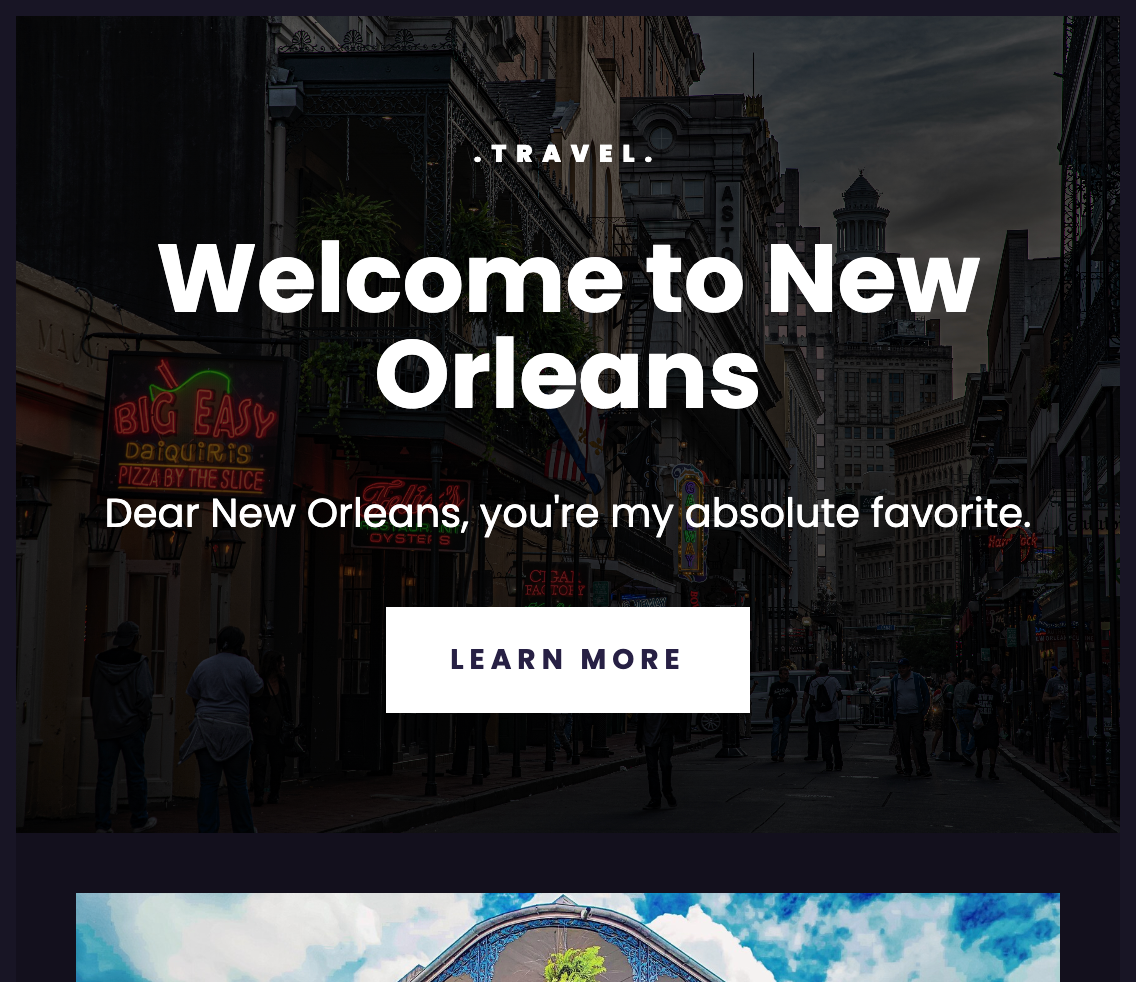 .TRAVEL.
Welcome to New
Orleans
BIG EASY
DAIQUIRIS
PIZZA BY THE SLICE
Dear New Orleans, you're my absolute favorite.
OYSTERS
CIGAR
FACTORY
LEARN MORE